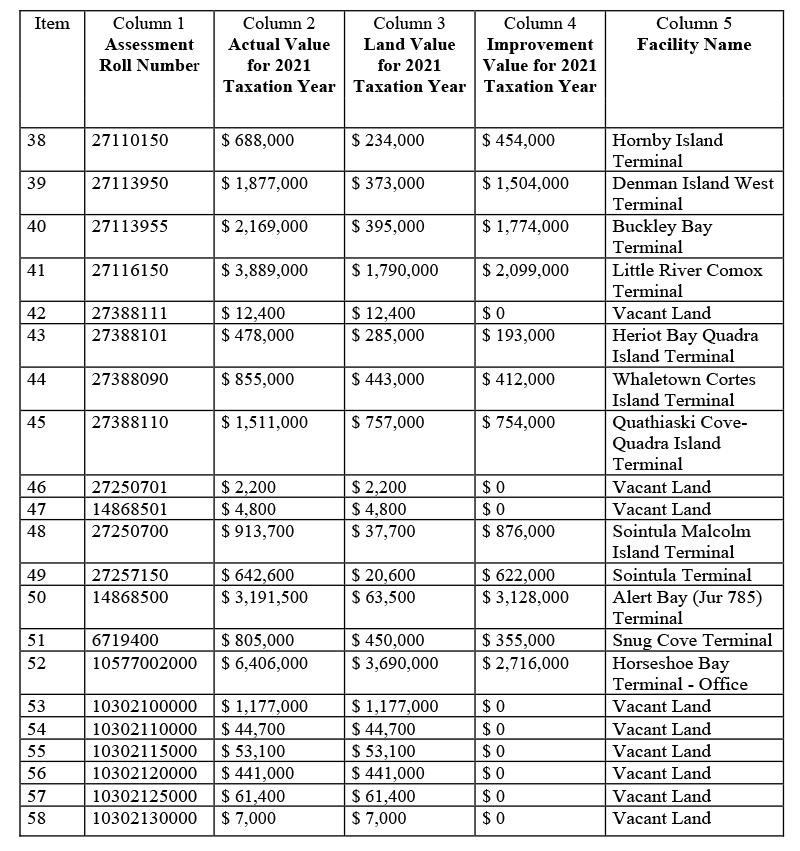 Item Column 1 Column 2 Column 3 Column 4 Column 5
Assessment Actual Value Land Value Improvement Facility Name
Roll Number for 2021 for 2021 Value for 2021
Taxation Year Taxation Year Taxation Year
38 27110150 $ 688,000 $ 234,000 $ 454,000 Hornby Island
Terminal
39 27113950 $ 1,877,000 $ 373,000 $ 1,504,000 Denman Island West
Terminal
40 27113955 $ 2,169,000 $ 395,000 $ 1,774,000 Buckley Bay
Terminal
41 27116150 $ 3,889,000 $ 1,790,000 $ 2,099,000 Little River Comox
Terminal
42 27388111 $ 12,400 $ 12,400 $ 0 Vacant Land
43 27388101 $ 478,000 $ 285,000 $ 193,000 Heriot Bay Quadra
Island Terminal
44 27388090 $ 855,000 $ 443,000 $ 412,000 Whaletown Cortes
Island Terminal
45 27388110 $ 1,511,000 $ 757,000 $ 754,000 Quathiaski Cove-
Quadra Island
Terminal
46 27250701 $ 2,200 $ 2,200 $ 0 Vacant Land
47 14868501 $ 4,800 $ 4,800 $ 0 Vacant Land
48 27250700 $ 913,700 $ 37,700 $ 876,000 Sointula Malcolm
Island Terminal
49 27257150 $ 642,600 $ 20,600 $ 622,000 Sointula Terminal
50 14868500 $ 3,191,500 $ 63,500 $ 3,128,000 Alert Bay (Jur 785)
Terminal
51 6719400 $ 805,000 $ 450,000 $ 355,000 Snug Cove Terminal
52 10577002000 $ 6,406,000 $ 3,690,000 $ 2,716,000 Horseshoe Bay
Terminal - Office
53 10302100000 $ 1,177,000 $ 1,177,000 $ 0 Vacant Land
54 10302110000 $ 44,700 $ 44,700 $ 0 Vacant Land
55 10302115000 $ 53,100 $ 53,100 $ 0 Vacant Land
56 10302120000 $ 441,000 $ 441,000 $ 0 Vacant Land
57 10302125000 $ 61,400 $ 61,400 $ 0 Vacant Land
58 10302130000 $ 7,000 $ 7,000 $ 0 Vacant Land